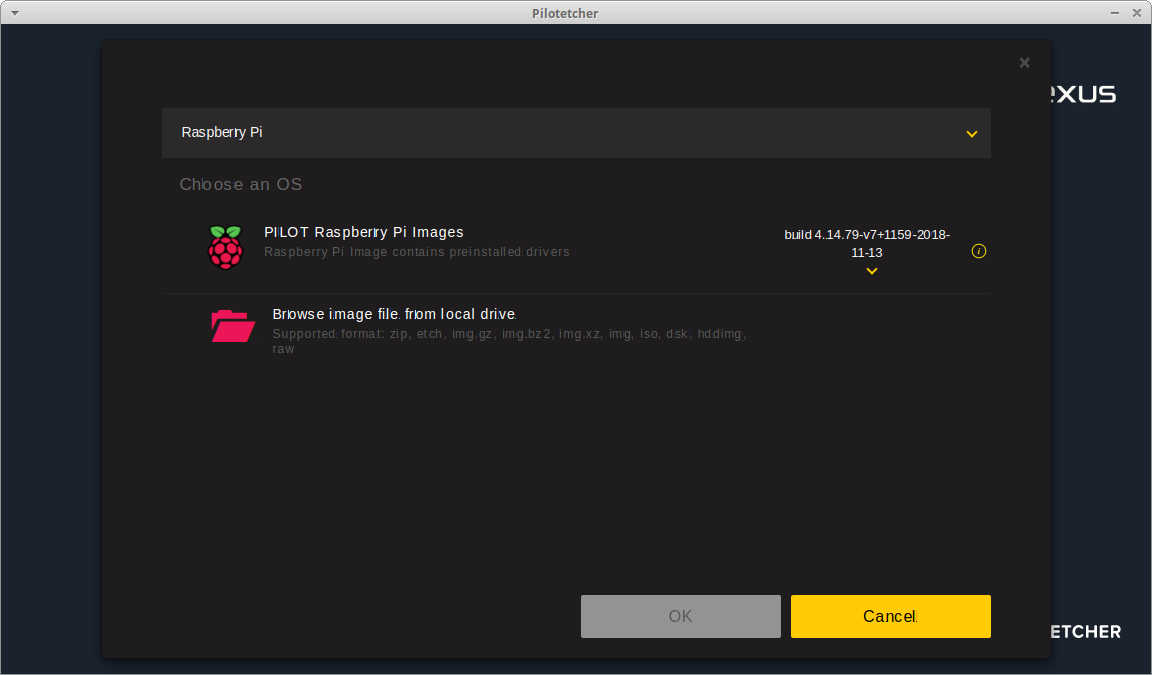 Pilotetcher
exus
Raspberry Pi
Choose an OS
PILOT Raspberry Pi Images
Raspberry Pi Image contains preinstalled drivers
build 4.14.79-v7+1159-2018-
11-13
Browse image file from local drive
Supported format: zip, etch, img.gz, img.bz2, img.xz, img, iso, dsk, hddimg,
raw
OK
Cancel
ETCHER